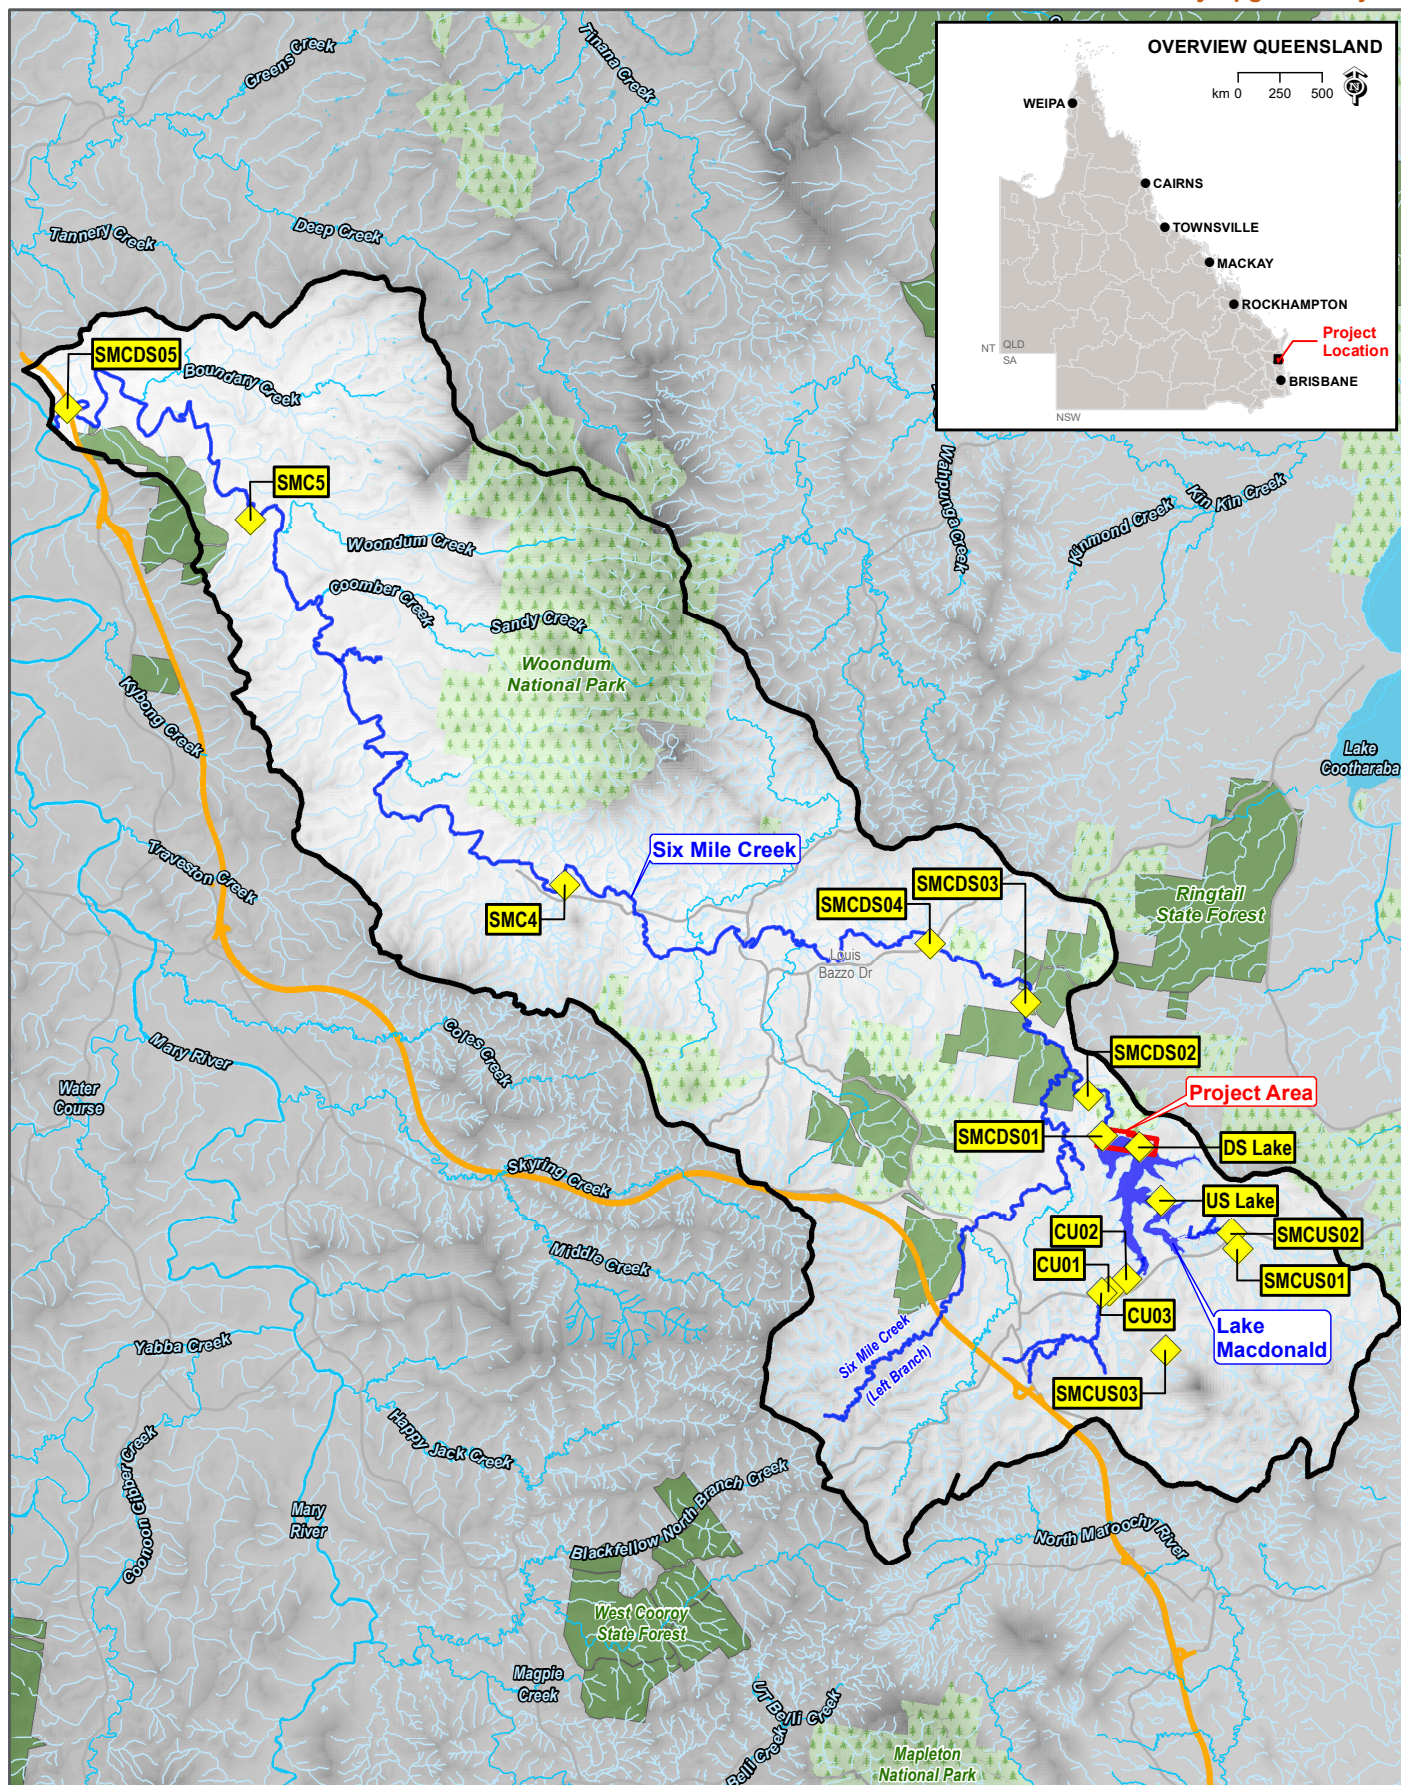 OVERVIEW QUEENSLAND
km 0 250 500
N
WEIPA
CAIRNS
TOWNSVILLE
MACKAY
ROCKHAMPTON
Project
Location
BRISBANE
NT
QLD
SA
NSW
Greens Creek
Tinana Creek
Tannery Creek
Deep Creek
SMCDS05
Boundary Creek
SMC5
Woondum Creek
Coomber Creek
Sandy Creek
Woondum
National Park
Wahpunga Creek
Kinmond Creek
Kin Kin Creek
Kybong Creek
Lake
Cootharaba
Traveston Creek
Six Mile Creek
SMC4
SMCDS04
SMCDS03
Louis
Bazzo Dr
Ringtail
State Forest
Coles Creek
Mary River
Water
Course
SMCDS02
Project Area
SMCDS01
DS Lake
Skyring Creek
US Lake
CU02
SMCUS02
CU01
SMCUS01
Middle Creek
CU03
Lake
Macdonald
Yabba Creek
Six Mile Creek
(Left Branch)
SMCUS03
Happy Jack Creek
Coonoon Gibber Creek
Mary
River
Blackfellow North Branch Creek
North Maroochy River
West Cooroy
State Forest
Magpie
Creek
UT Belli Creek
Belli Creek
Mapleton
National Park